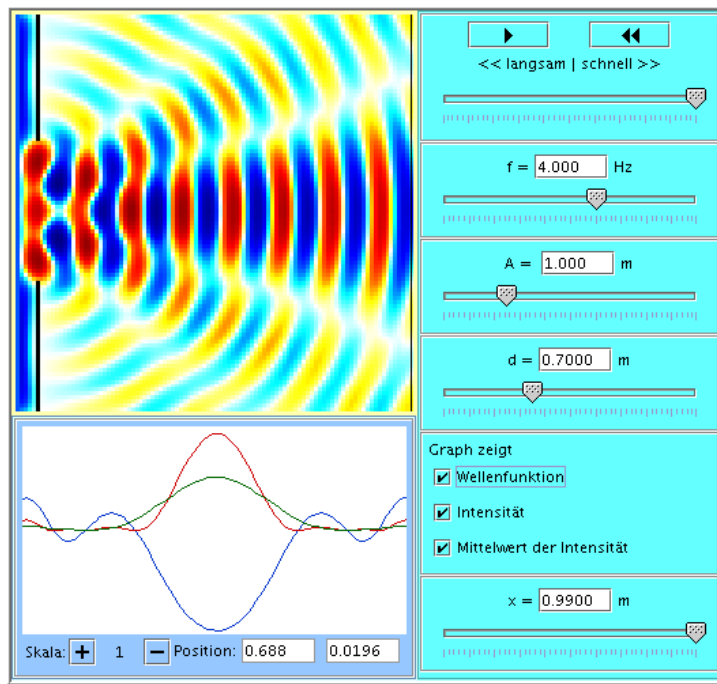 << langsam | schnell >>
f = 4.000 Hz
A = 1.000 m
d = 0.7000 m
Graph zeigt
Wellenfunktion
Intensität
Mittelwert der Intensität
x = 0.9900 m
Skala: + 1 − Position: 0.688 0.0196